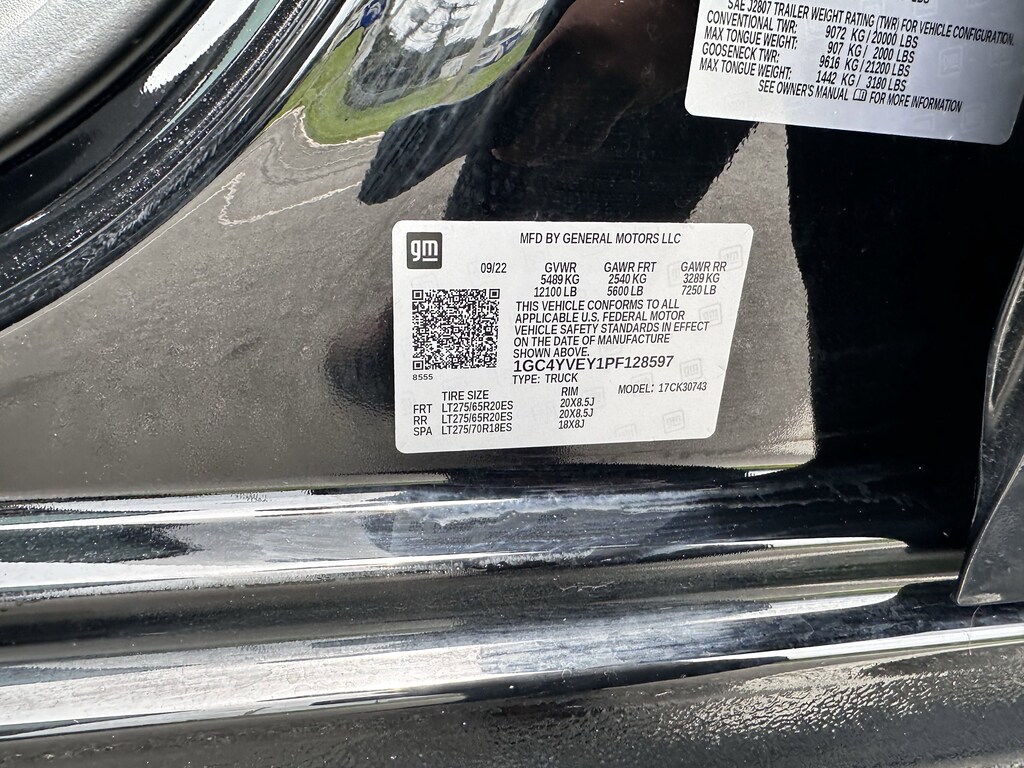 SAE J2807 TRAILER WEIGHT RATING (TWR) FOR VEHICLE CONFIGURATION.
CONVENTIONAL TWR: 9072 KG/20000 LBS
MAX TONGUE WEIGHT: 907 KG/ 2000 LBS
GOOSENECK TWR: 9616 KG/21200 LBS
MAX TONGUE WEIGHT: 1442 KG/ 3180 LBS
SEE OWNER'S MANUAL FOR MORE INFORMATION
gm
MFD BY GENERAL MOTORS LLC
09/22 GVWR GAWR FRT GAWR RR
5489 KG 2540 KG 3289 KG
12100 LB 5600 LB 7250 LB
THIS VEHICLE CONFORMS TO ALL
APPLICABLE U.S. FEDERAL MOTOR
VEHICLE SAFETY STANDARDS IN EFFECT
ON THE DATE OF MANUFACTURE
SHOWN ABOVE.
1GC4YVEY1PF128597
8555
TYPE: TRUCK
MODEL: 17CK30743
TIRE SIZE RIM
FRT LT275/65R20ES 20X8.5J
RR LT275/65R20ES 20X8.5J
SPA LT275/70R18ES 18X8J